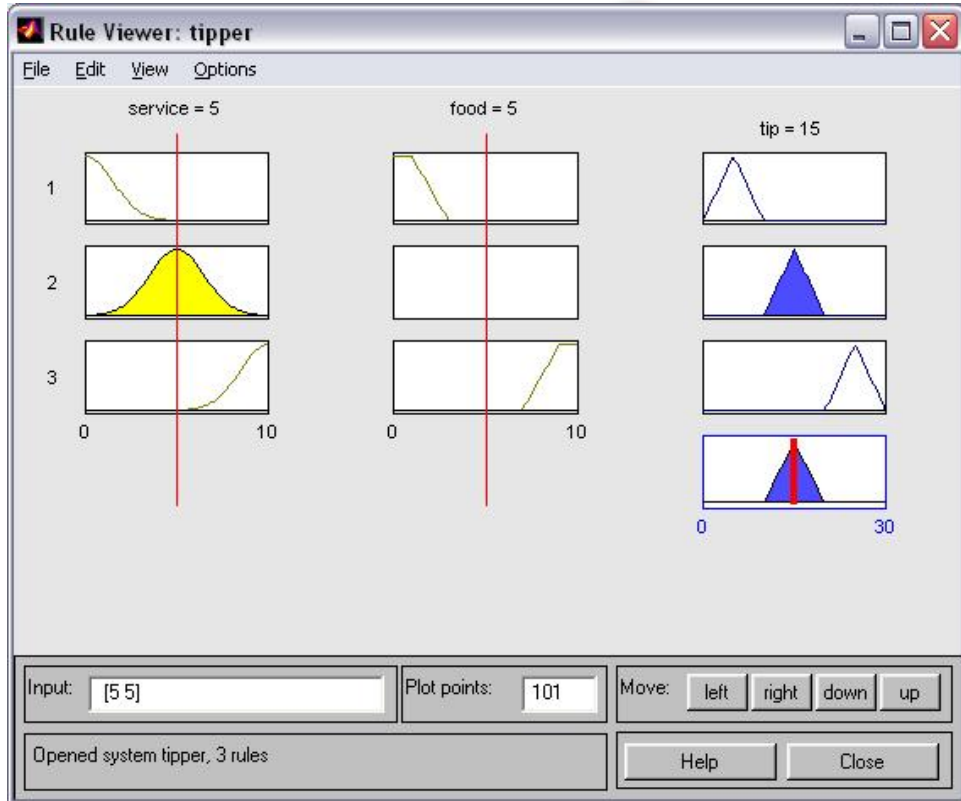 Rule Viewer: tipper
File Edit View Options
service = 5 food = 5 tip = 15
1
2
3
0 10 0 10
0 30
Input: [5 5] Plot points: 101 Move: left right down up
Opened system tipper, 3 rules Help Close